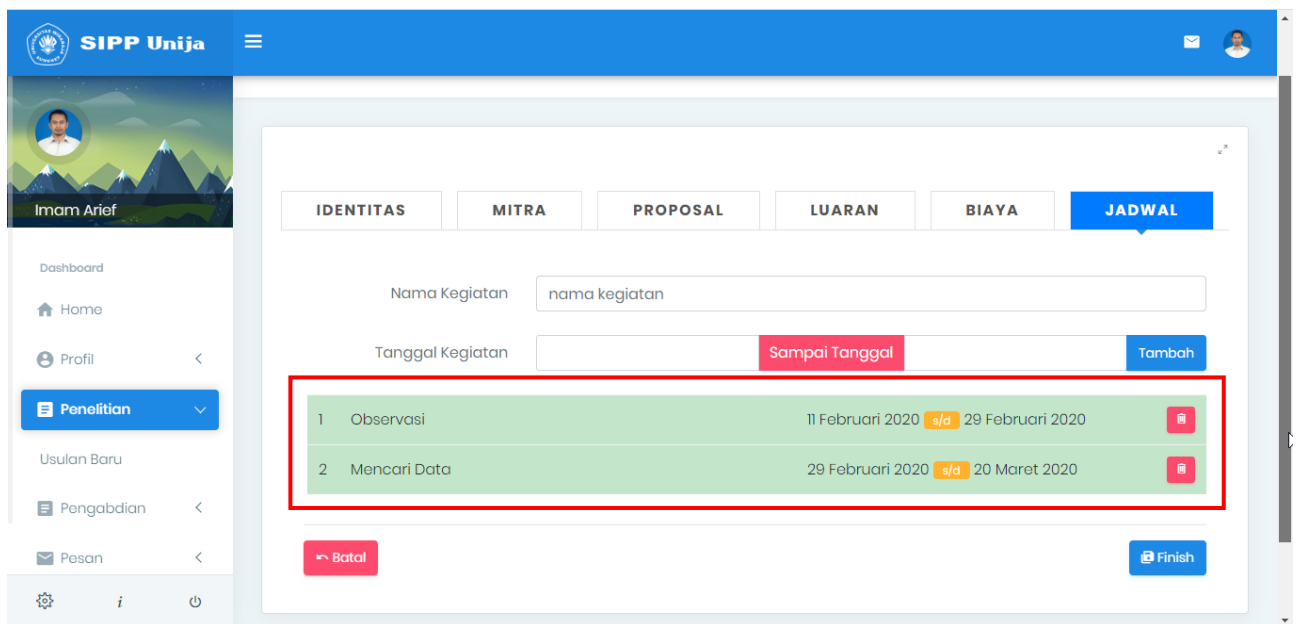 SIPP Unija
Imam Arief
Dashboard
Home
Profil
Penelitian
Usulan Baru
Pengabdian
Pesan
i
IDENTITAS MITRA PROPOSAL LUARAN BIAYA JADWAL
Nama Kegiatan nama kegiatan
Tanggal Kegiatan Sampai Tanggal Tambah
1 Observasi 11 Februari 2020 s/d 29 Februari 2020
2 Mencari Data 29 Februari 2020 s/d 20 Maret 2020
Batal Finish